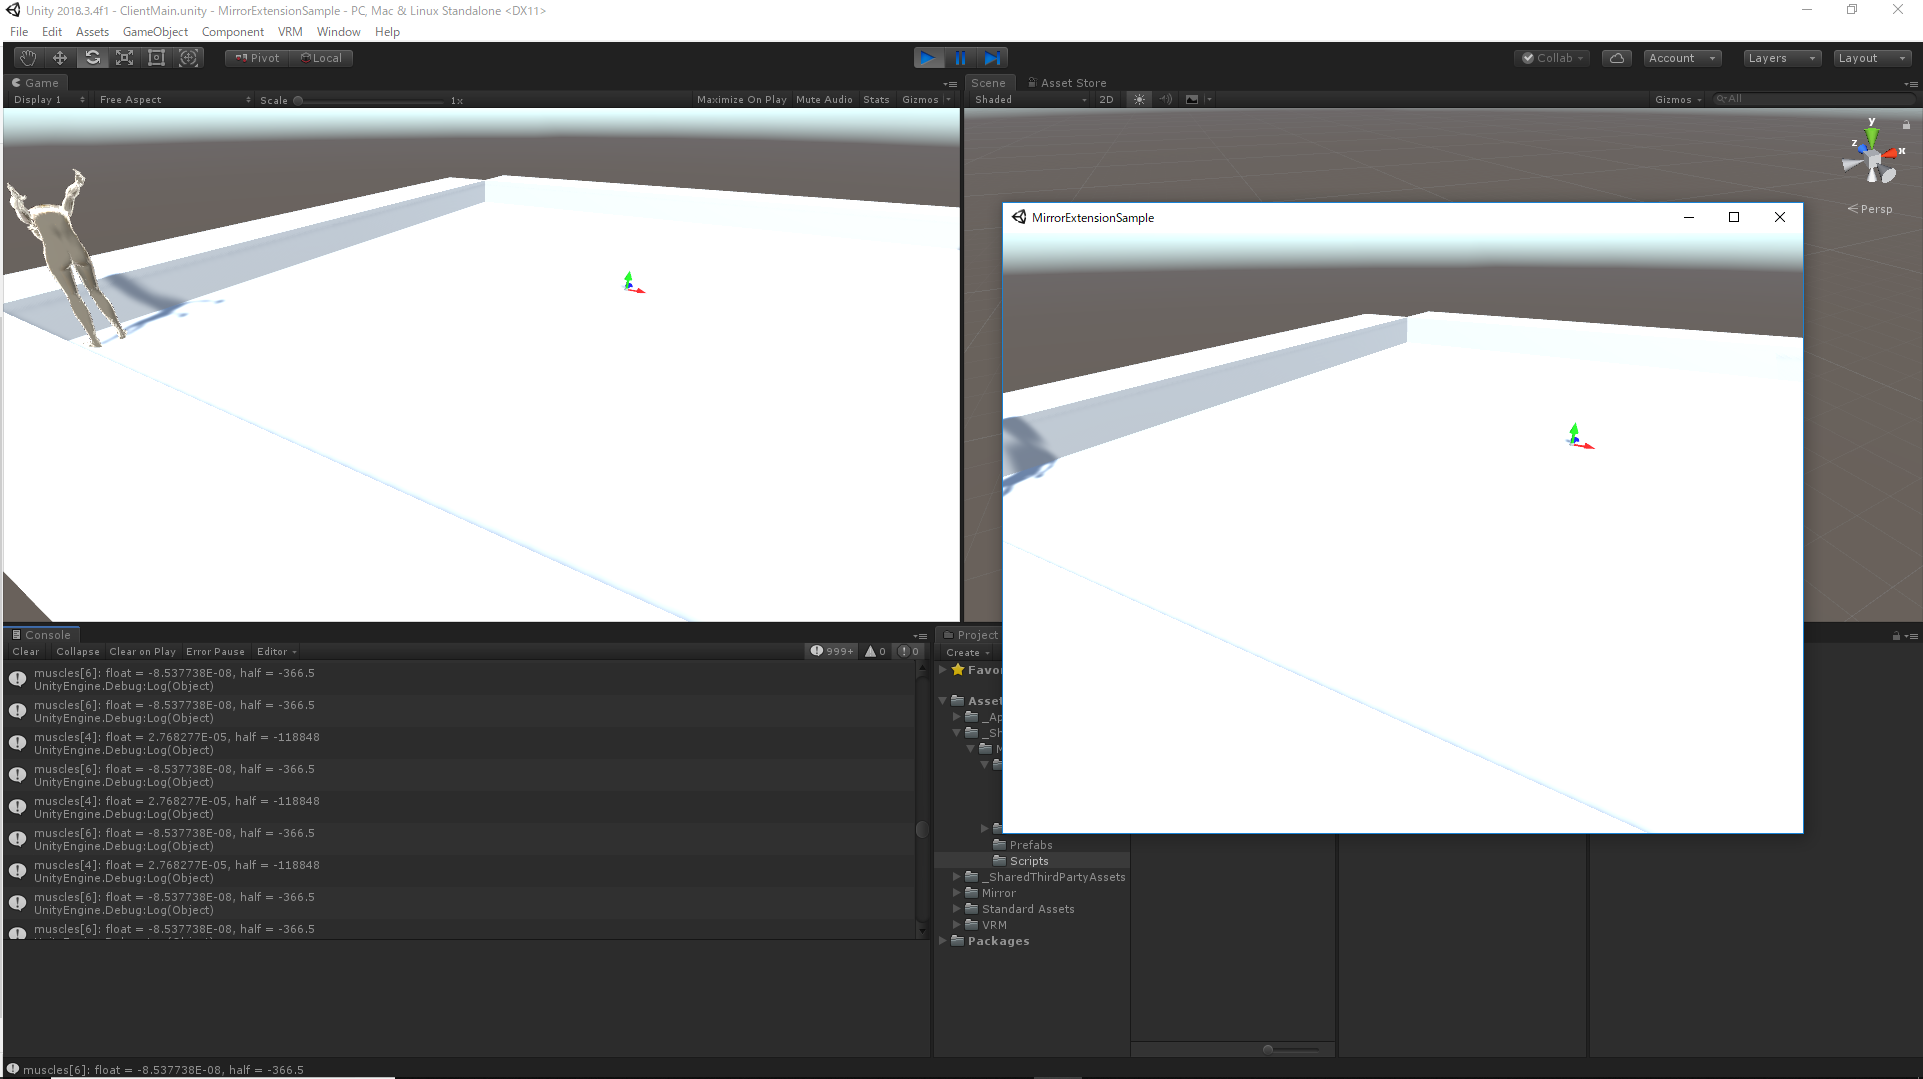 Unity 2018.3.4f1 - ClientMain.unity - MirrorExtensionSample - PC, Mac & Linux Standalone <DX11>
File Edit Assets GameObject Component VRM Window Help
Pivot Local Collab Account Layers Layout
Game Scene Asset Store
Display 1 Free Aspect Scale 1x Maximize On Play Mute Audio Stats Gizmos Shaded 2D Gizmos All
y
z x
Persp
MirrorExtensionSample
Console
Clear Collapse Clear on Play Error Pause Editor 999+ 0 0
muscles[6]: float = -8.537738E-08, half = -366.5
UnityEngine.Debug:Log(Object)
muscles[6]: float = -8.537738E-08, half = -366.5
UnityEngine.Debug:Log(Object)
muscles[4]: float = 2.768277E-05, half = -118848
UnityEngine.Debug:Log(Object)
muscles[6]: float = -8.537738E-08, half = -366.5
UnityEngine.Debug:Log(Object)
muscles[4]: float = 2.768277E-05, half = -118848
UnityEngine.Debug:Log(Object)
muscles[6]: float = -8.537738E-08, half = -366.5
UnityEngine.Debug:Log(Object)
muscles[4]: float = 2.768277E-05, half = -118848
UnityEngine.Debug:Log(Object)
muscles[6]: float = -8.537738E-08, half = -366.5
UnityEngine.Debug:Log(Object)
muscles[6]: float = -8.537738E-08, half = -366.5
Project
Create
Favo
Asset
_Ap
_Sh
M
Prefabs
Scripts
_SharedThirdPartyAssets
Mirror
Standard Assets
VRM
Packages
muscles[6]: float = -8.537738E-08, half = -366.5